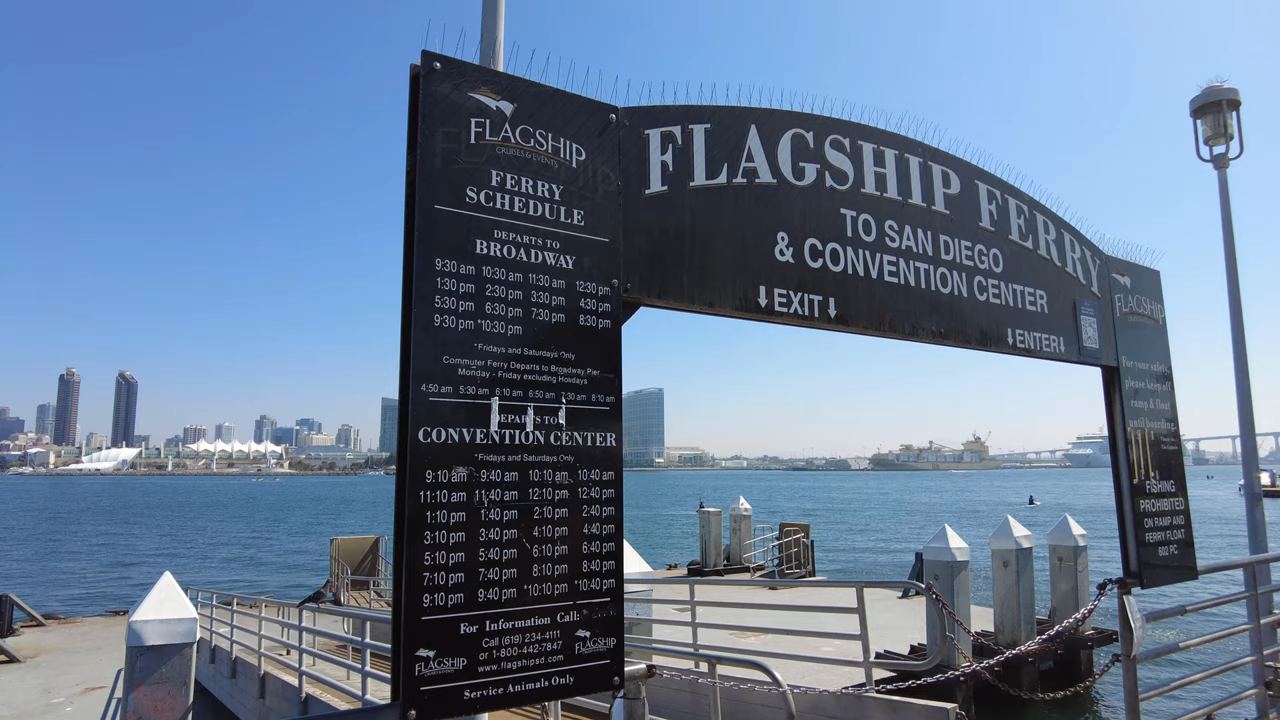 FLAGSHIP
CRUISES & EVENTS
FERRY
SCHEDULE
DEPARTS TO
BROADWAY
9:30 am 10:30 am 11:30 am 12:30 pm
1:30 pm 2:30 pm 3:30 pm 4:30 pm
5:30 pm 6:30 pm 7:30 pm 8:30 pm
9:30 pm *10:30 pm
*Fridays and Saturdays Only
Commuter Ferry Departs to Broadway Pier
Monday - Friday excluding Holidays
4:50 am 5:30 am 6:10 am 6:50 am 7:30 am 8:10 am
DEPARTS TO
CONVENTION CENTER
*Fridays and Saturdays Only
9:10 am 9:40 am 10:10 am 10:40 am
11:10 am 11:40 am 12:10 pm 12:40 pm
1:10 pm 1:40 pm 2:10 pm 2:40 pm
3:10 pm 3:40 pm 4:10 pm 4:40 pm
5:10 pm 5:40 pm 6:10 pm 6:40 pm
7:10 pm 7:40 pm 8:10 pm 8:40 pm
9:10 pm 9:40 pm *10:10 pm *10:40 pm
For Information Call:
Call (619) 234-4111
or 1-800-442-7847
www.flagshipsd.com
FLAGSHIP
FLAGSHIP
Service Animals Only
FLAGSHIP FERRY
TO SAN DIEGO
& CONVENTION CENTER
↓EXIT↓
↓ENTER↓
FLAGSHIP
For your safety,
please keep off
ramp & float
until boarding.
FISHING
PROHIBITED
ON RAMP AND
FERRY FLOAT
602 PC